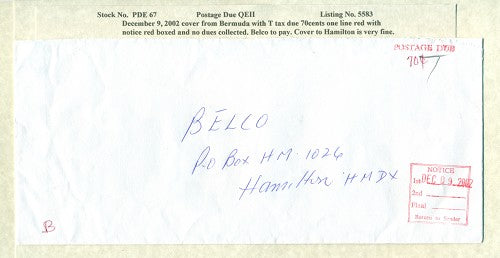 Stock No. PDE 67 Postage Due QEII Listing No. 5583
December 9, 2002 cover from Bermuda with T tax due 70cents one line red with
notice red boxed and no dues collected. Belco to pay. Cover to Hamilton is very fine.
POSTAGE DUE
70¢ T
BELCO
P.o Box HM 1026
Hamilton HM DX
NOTICE
1st DEC 09 2002
2nd
Final
Return to Sender
B